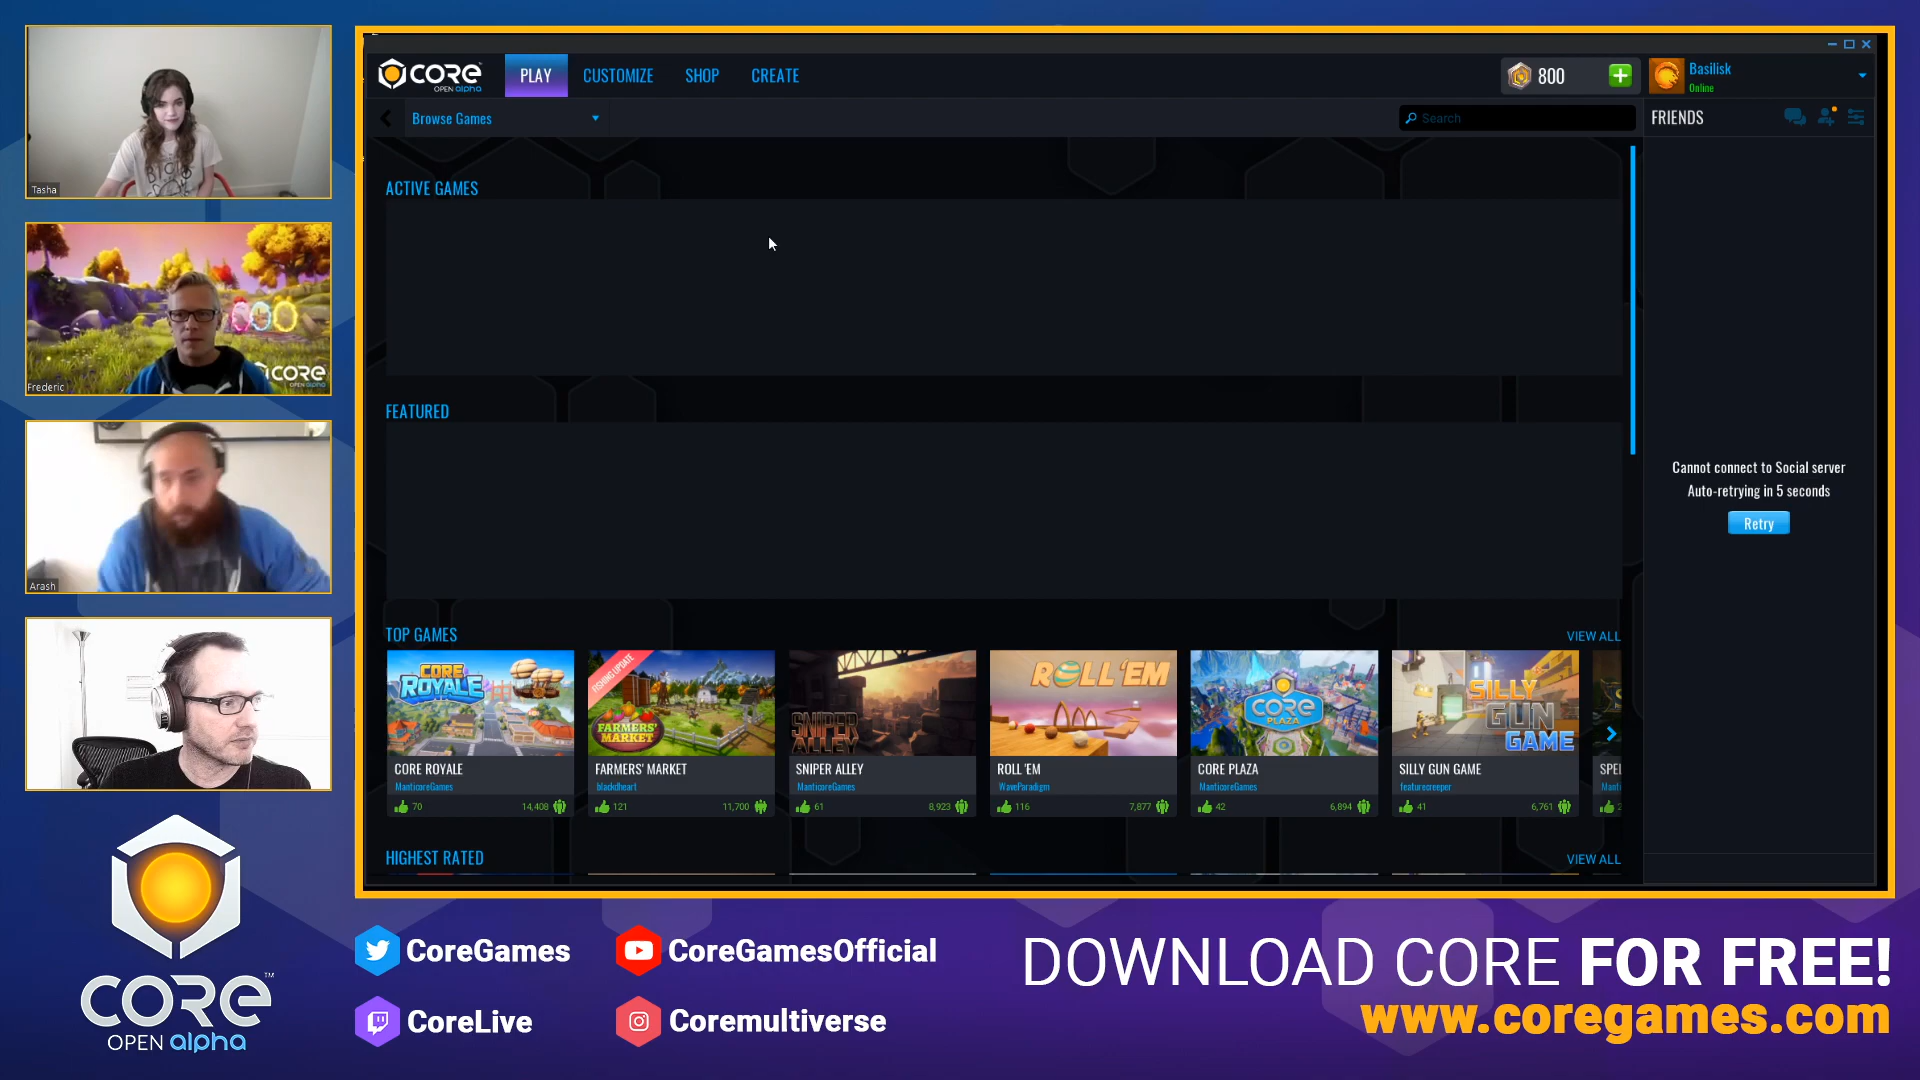 Tasha
Frederic
CORE
OPEN alpha
Arash
CORE™
OPEN alpha
CORE
OPEN alpha
PLAY
CUSTOMIZE
SHOP
CREATE
800
Basilisk
Online
Browse Games
Search
FRIENDS
ACTIVE GAMES
FEATURED
Cannot connect to Social server
Auto-retrying in 5 seconds
Retry
TOP GAMES
VIEW ALL
CORE
ROYALE
FISHING UPDATE
FARMERS'
MARKET
SNIPER
ALLEY
ROLL 'EM
CORE
PLAZA
SILLY
GUN
GAME
CORE ROYALE
ManticoreGames
70
14,408
FARMERS' MARKET
blackdheart
121
11,700
SNIPER ALLEY
ManticoreGames
61
8,923
ROLL 'EM
WaveParadigm
116
7,877
CORE PLAZA
ManticoreGames
42
6,894
SILLY GUN GAME
featurecreeper
41
6,761
HIGHEST RATED
VIEW ALL
CoreGames
CoreGamesOfficial
CoreLive
Coremultiverse
DOWNLOAD CORE FOR FREE!
www.coregames.com